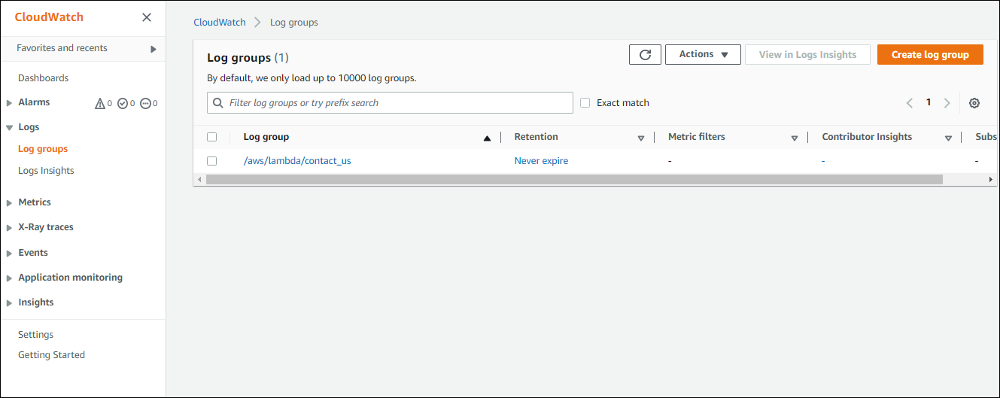 CloudWatch
Favorites and recents
Dashboards
Alarms 0 0 0
Logs
Log groups
Logs Insights
Metrics
X-Ray traces
Events
Application monitoring
Insights
Settings
Getting Started
CloudWatch Log groups
Log groups (1) Actions View in Logs Insights Create log group
By default, we only load up to 10000 log groups.
Filter log groups or try prefix search Exact match 1
Log group Retention Metric filters Contributor Insights Subs
/aws/lambda/contact_us Never expire - - -